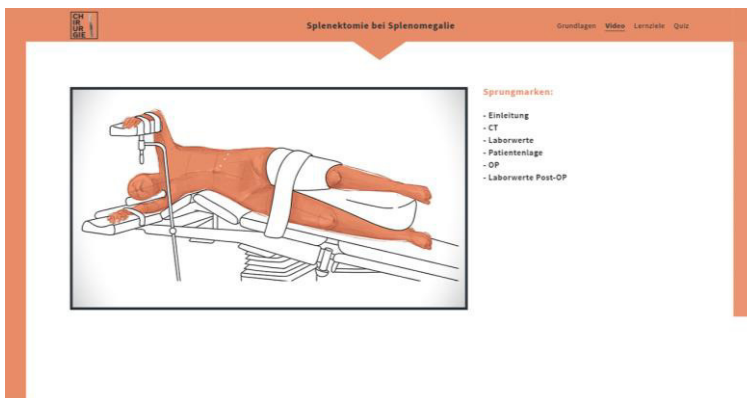 CH
IR
UR
GIE
Splenektomie bei Splenomegalie
Grundlagen Video Lernziele Quiz
Sprungmarken:
- Einleitung
- CT
- Laborwerte
- Patientenlage
- OP
- Laborwerte Post-OP